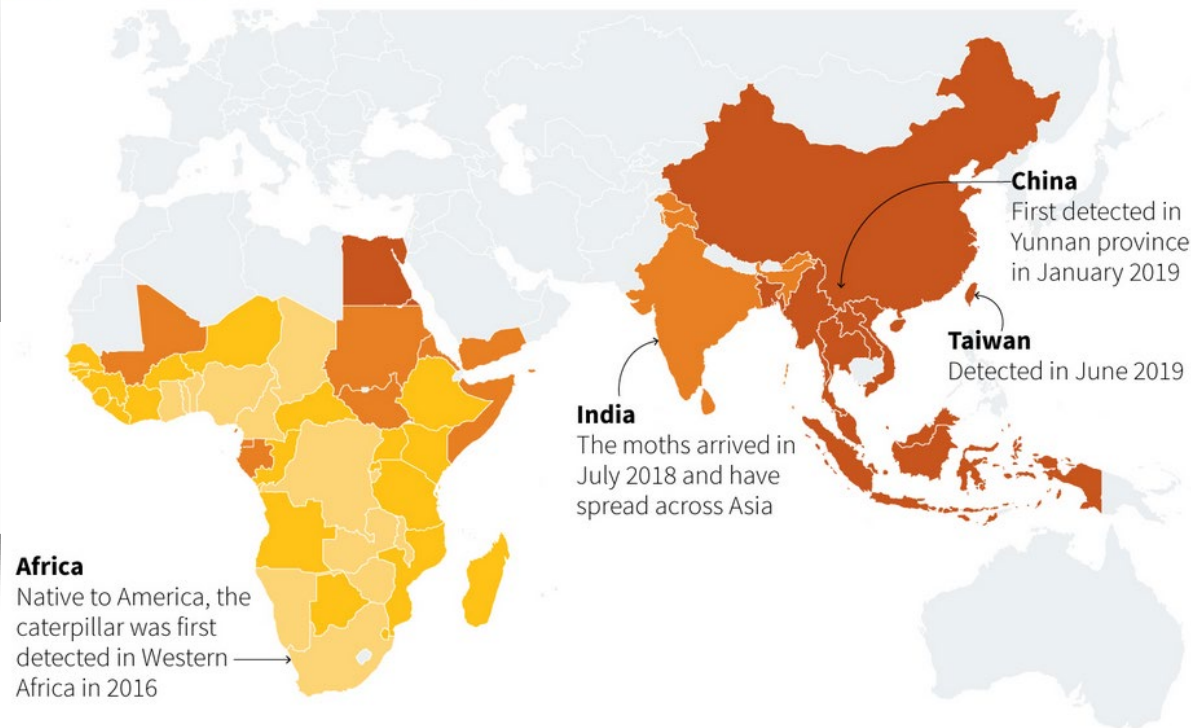 China
First detected in
Yunnan province
in January 2019
Taiwan
Detected in June 2019
India
The moths arrived in
July 2018 and have
spread across Asia
Africa
Native to America, the
caterpillar was first
detected in Western
Africa in 2016